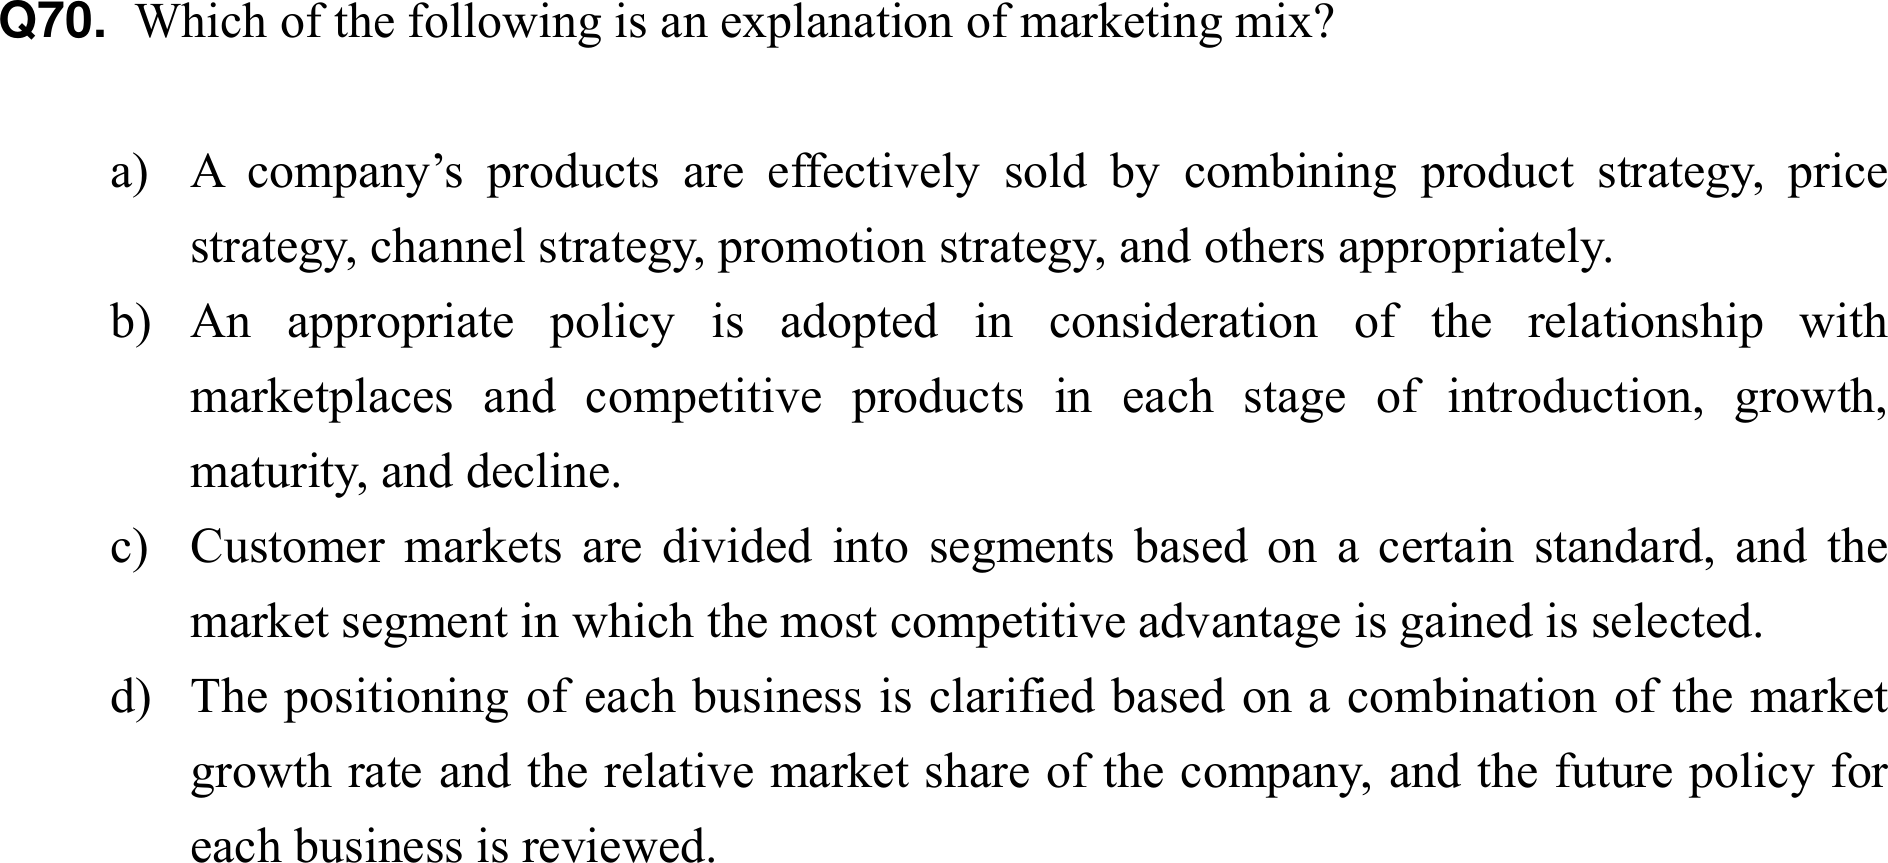 Q70. Which of the following is an explanation of marketing mix?
a) A company’s products are effectively sold by combining product strategy, price
strategy, channel strategy, promotion strategy, and others appropriately.
b) An appropriate policy is adopted in consideration of the relationship with
marketplaces and competitive products in each stage of introduction, growth,
maturity, and decline.
c) Customer markets are divided into segments based on a certain standard, and the
market segment in which the most competitive advantage is gained is selected.
d) The positioning of each business is clarified based on a combination of the market
growth rate and the relative market share of the company, and the future policy for
each business is reviewed.